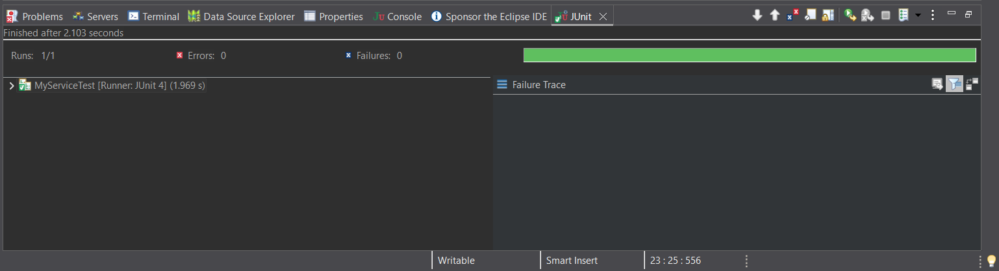 Problems Servers Terminal Data Source Explorer Properties Console Sponsor the Eclipse IDE JUnit
Finished after 2.103 seconds
Runs: 1/1 Errors: 0 Failures: 0
MyServiceTest [Runner: JUnit 4] (1.969 s) Failure Trace
Writable Smart Insert 23 : 25 : 556